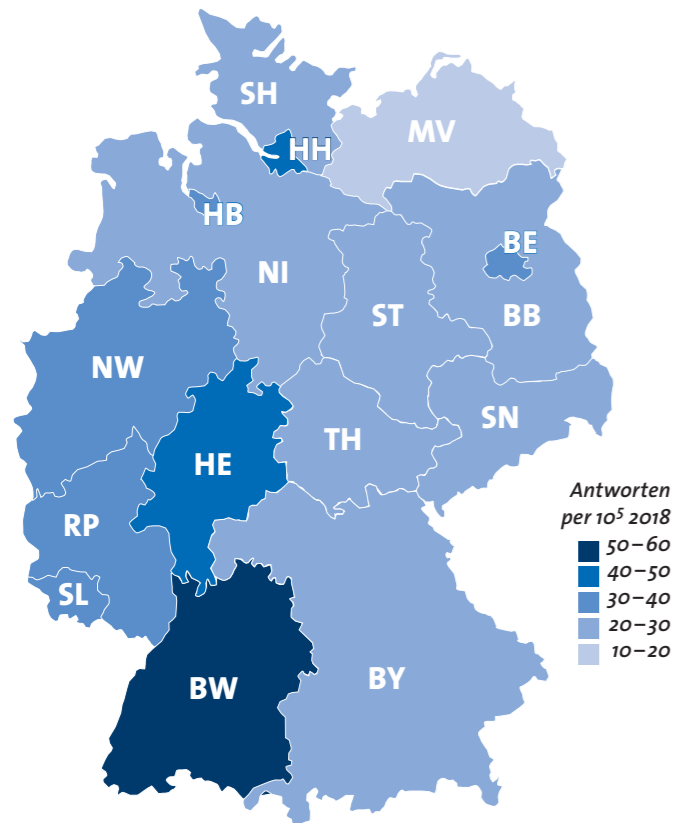 SH
MV
HH
HB
BE
NI
ST
BB
NW
SN
TH
HE
RP
SL
BW
BY
Antworten
per 10⁵ 2018
50–60
40–50
30–40
20–30
10–20